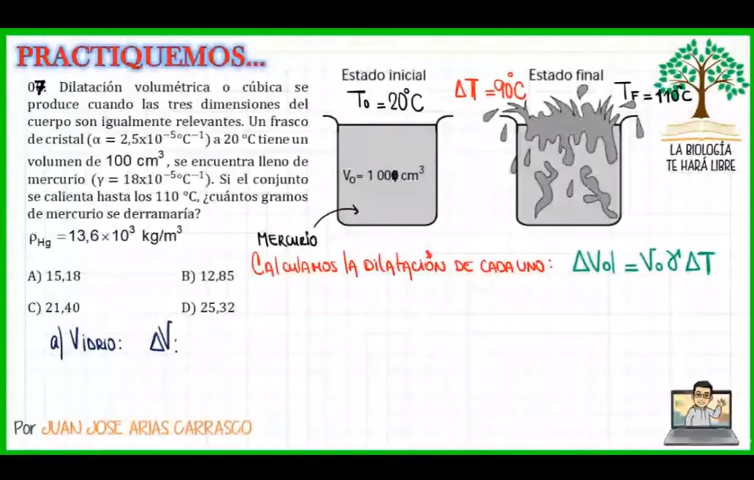 PRACTIQUEMOS...
07. Dilatación volumétrica o cúbica se
produce cuando las tres dimensiones del
cuerpo son igualmente relevantes. Un frasco
de cristal (α = 2,5x10⁻⁵°C⁻¹) a 20 °C tiene un
volumen de 100 cm³, se encuentra lleno de
mercurio (γ = 18x10⁻⁵°C⁻¹). Si el conjunto
se calienta hasta los 110 °C, ¿cuántos gramos
de mercurio se derramaría?
ρHg = 13,6×10³ kg/m³
A) 15,18 B) 12,85
C) 21,40 D) 25,32
Estado inicial
T₀ = 20°C
ΔT = 90°C
Estado final
TF = 110°C
V₀= 1 000 cm³
MERCURIO
LA BIOLOGÍA
TE HARÁ LIBRE
CALCULAMOS LA DILATACIÓN DE CADA UNO: ΔVol = V₀ γ ΔT
a) VIDRIO: ΔV:
Por JUAN JOSE ARIAS CARRASCO